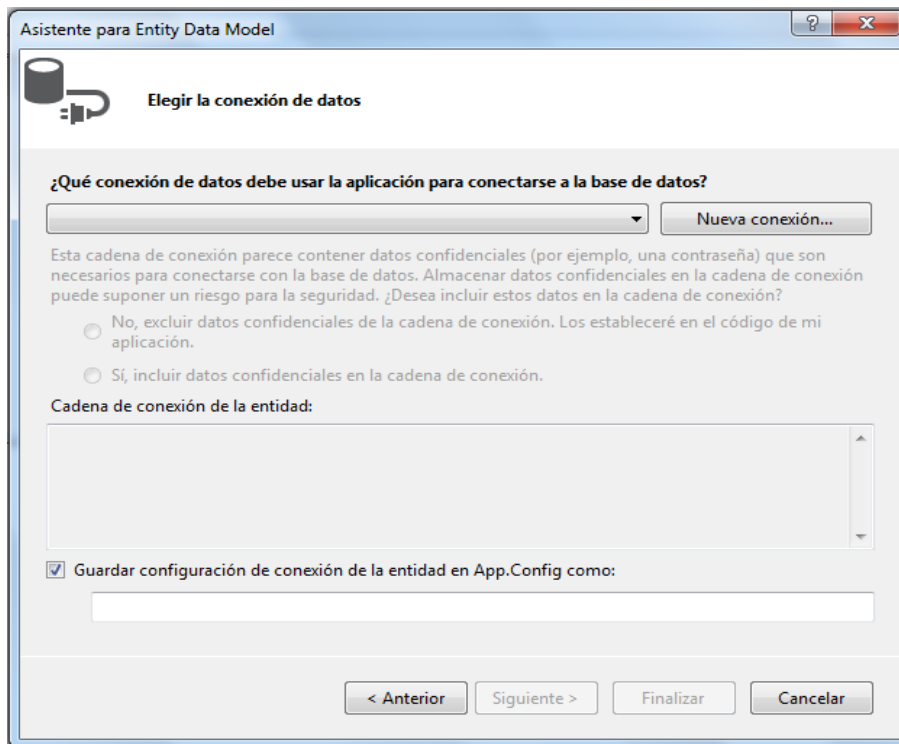 Asistente para Entity Data Model
Elegir la conexión de datos
¿Qué conexión de datos debe usar la aplicación para conectarse a la base de datos?
Nueva conexión...
Esta cadena de conexión parece contener datos confidenciales (por ejemplo, una contraseña) que son
necesarios para conectarse con la base de datos. Almacenar datos confidenciales en la cadena de conexión
puede suponer un riesgo para la seguridad. ¿Desea incluir estos datos en la cadena de conexión?
No, excluir datos confidenciales de la cadena de conexión. Los estableceré en el código de mi
aplicación.
Sí, incluir datos confidenciales en la cadena de conexión.
Cadena de conexión de la entidad:
Guardar configuración de conexión de la entidad en App.Config como:
< Anterior
Siguiente >
Finalizar
Cancelar